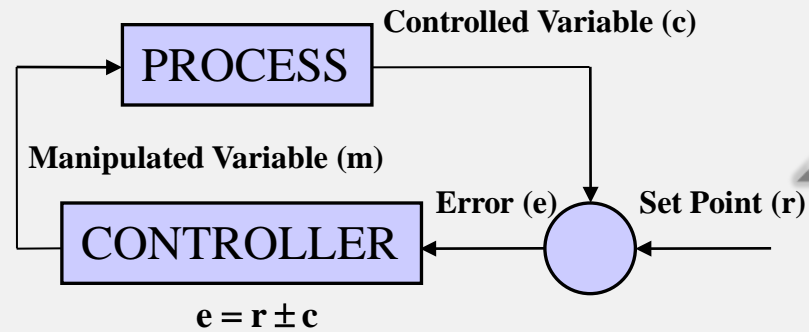 Controlled Variable (c)
PROCESS
Manipulated Variable (m)
Error (e)
Set Point (r)
CONTROLLER
e = r ± c